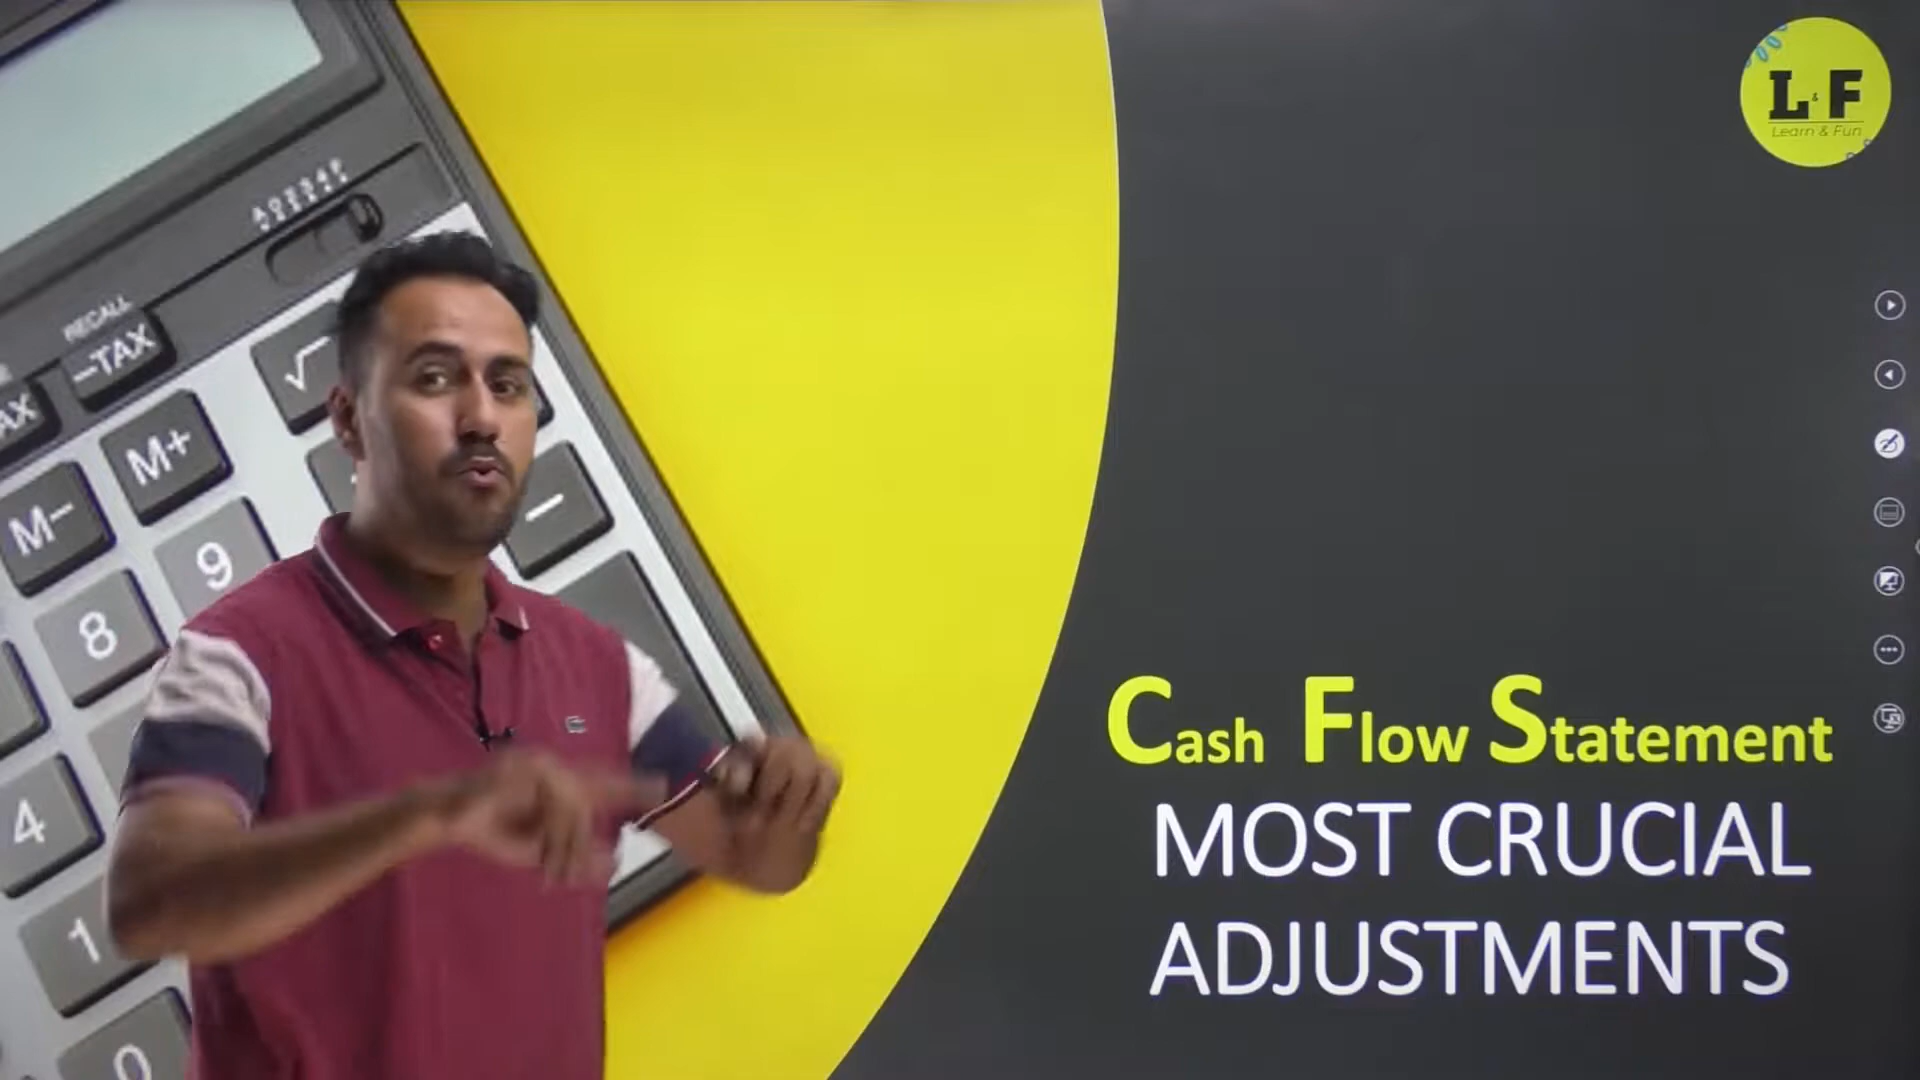 L&F
Learn & Fun
RECALL
-TAX
√
M+
M-
−
9
8
4
1
0
Cash Flow Statement
MOST CRUCIAL
ADJUSTMENTS